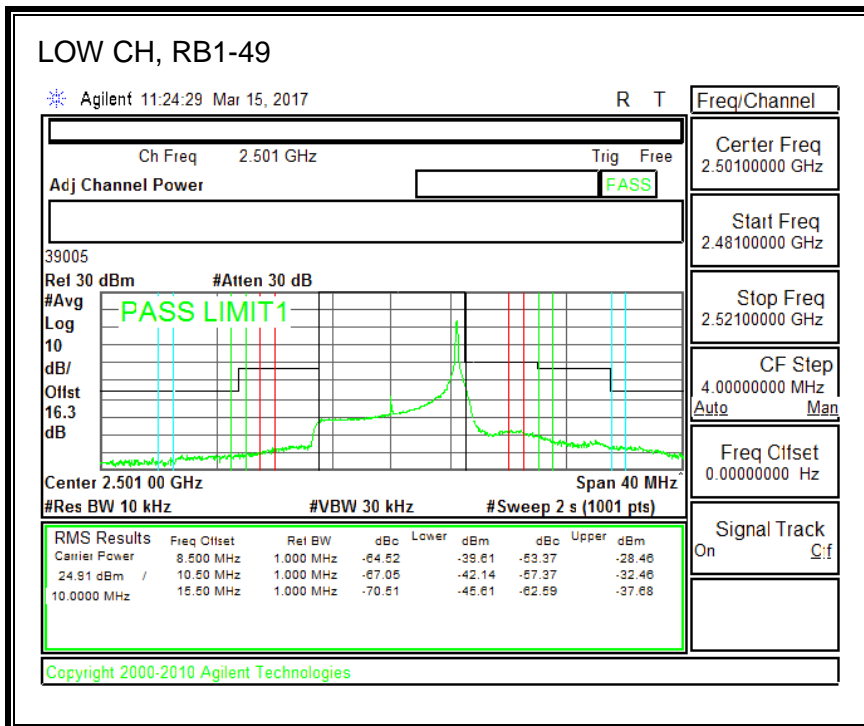 LOW CH, RB1-49
Agilent 11:24:29 Mar 15, 2017 R T
Freq/Channel
Ch Freq 2.501 GHz Trig Free
Adj Channel Power PASS
Center Freq
2.50100000 GHz
Start Freq
2.48100000 GHz
Stop Freq
2.52100000 GHz
CF Step
4.00000000 MHz
Auto Man
Freq Offset
0.00000000 Hz
Signal Track
On Off
39005
Ref 30 dBm #Atten 30 dB
#Avg
Log
10
dB/
Offst
16.3
dB
PASS LIMIT1
Center 2.501 00 GHz Span 40 MHz^
#Res BW 10 kHz #VBW 30 kHz #Sweep 2 s (1001 pts)
RMS Results Freq Offset Ref BW dBc Lower dBm dBc Upper dBm
Carrier Power 8.500 MHz 1.000 MHz -64.52 -39.61 -53.37 -28.46
24.91 dBm / 10.50 MHz 1.000 MHz -67.05 -42.14 -57.37 -32.46
10.0000 MHz 15.50 MHz 1.000 MHz -70.51 -45.61 -62.59 -37.68
Copyright 2000-2010 Agilent Technologies